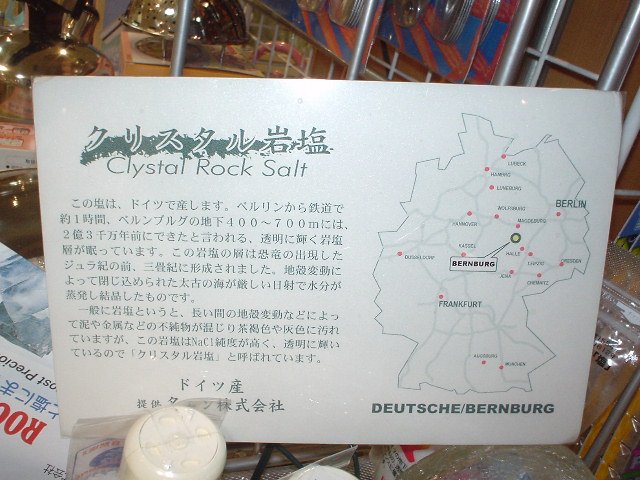 クリスタル岩塩
Clystal Rock Salt
この塩は、ドイツで産します。ベルリンから鉄道で
約1時間、ベルンブルグの地下400〜700mには、
2億3千万年前にできたと言われる、透明に輝く岩塩
層が眠っています。この岩塩の層は恐竜の出現した
ジュラ紀の前、三畳紀に形成されました。地殻変動に
よって閉じ込められた太古の海が厳しい日射で水分が
蒸発し結晶したものです。
一般に岩塩というと、長い間の地殻変動などによっ
て泥や金属などの不純物が混じり茶褐色や灰色に汚れ
ていますが、この岩塩はNaCl純度が高く、透明に輝い
ているので「クリスタル岩塩」と呼ばれています。
ドイツ産
提供
株式会社
LUBECK
HAMBRG
LUNEBURG
WOLFSBURG
BERLIN
HANNOVER
MAGDEBURG
KASSEL
HALLE
DUSSELDORF
BERNBURG
LEIPZIG
DRESDEN
JENA
CHEMNITZ
FRANKFURT
AUGSBURG
MUNCHEN
DEUTSCHE/BERNBURG